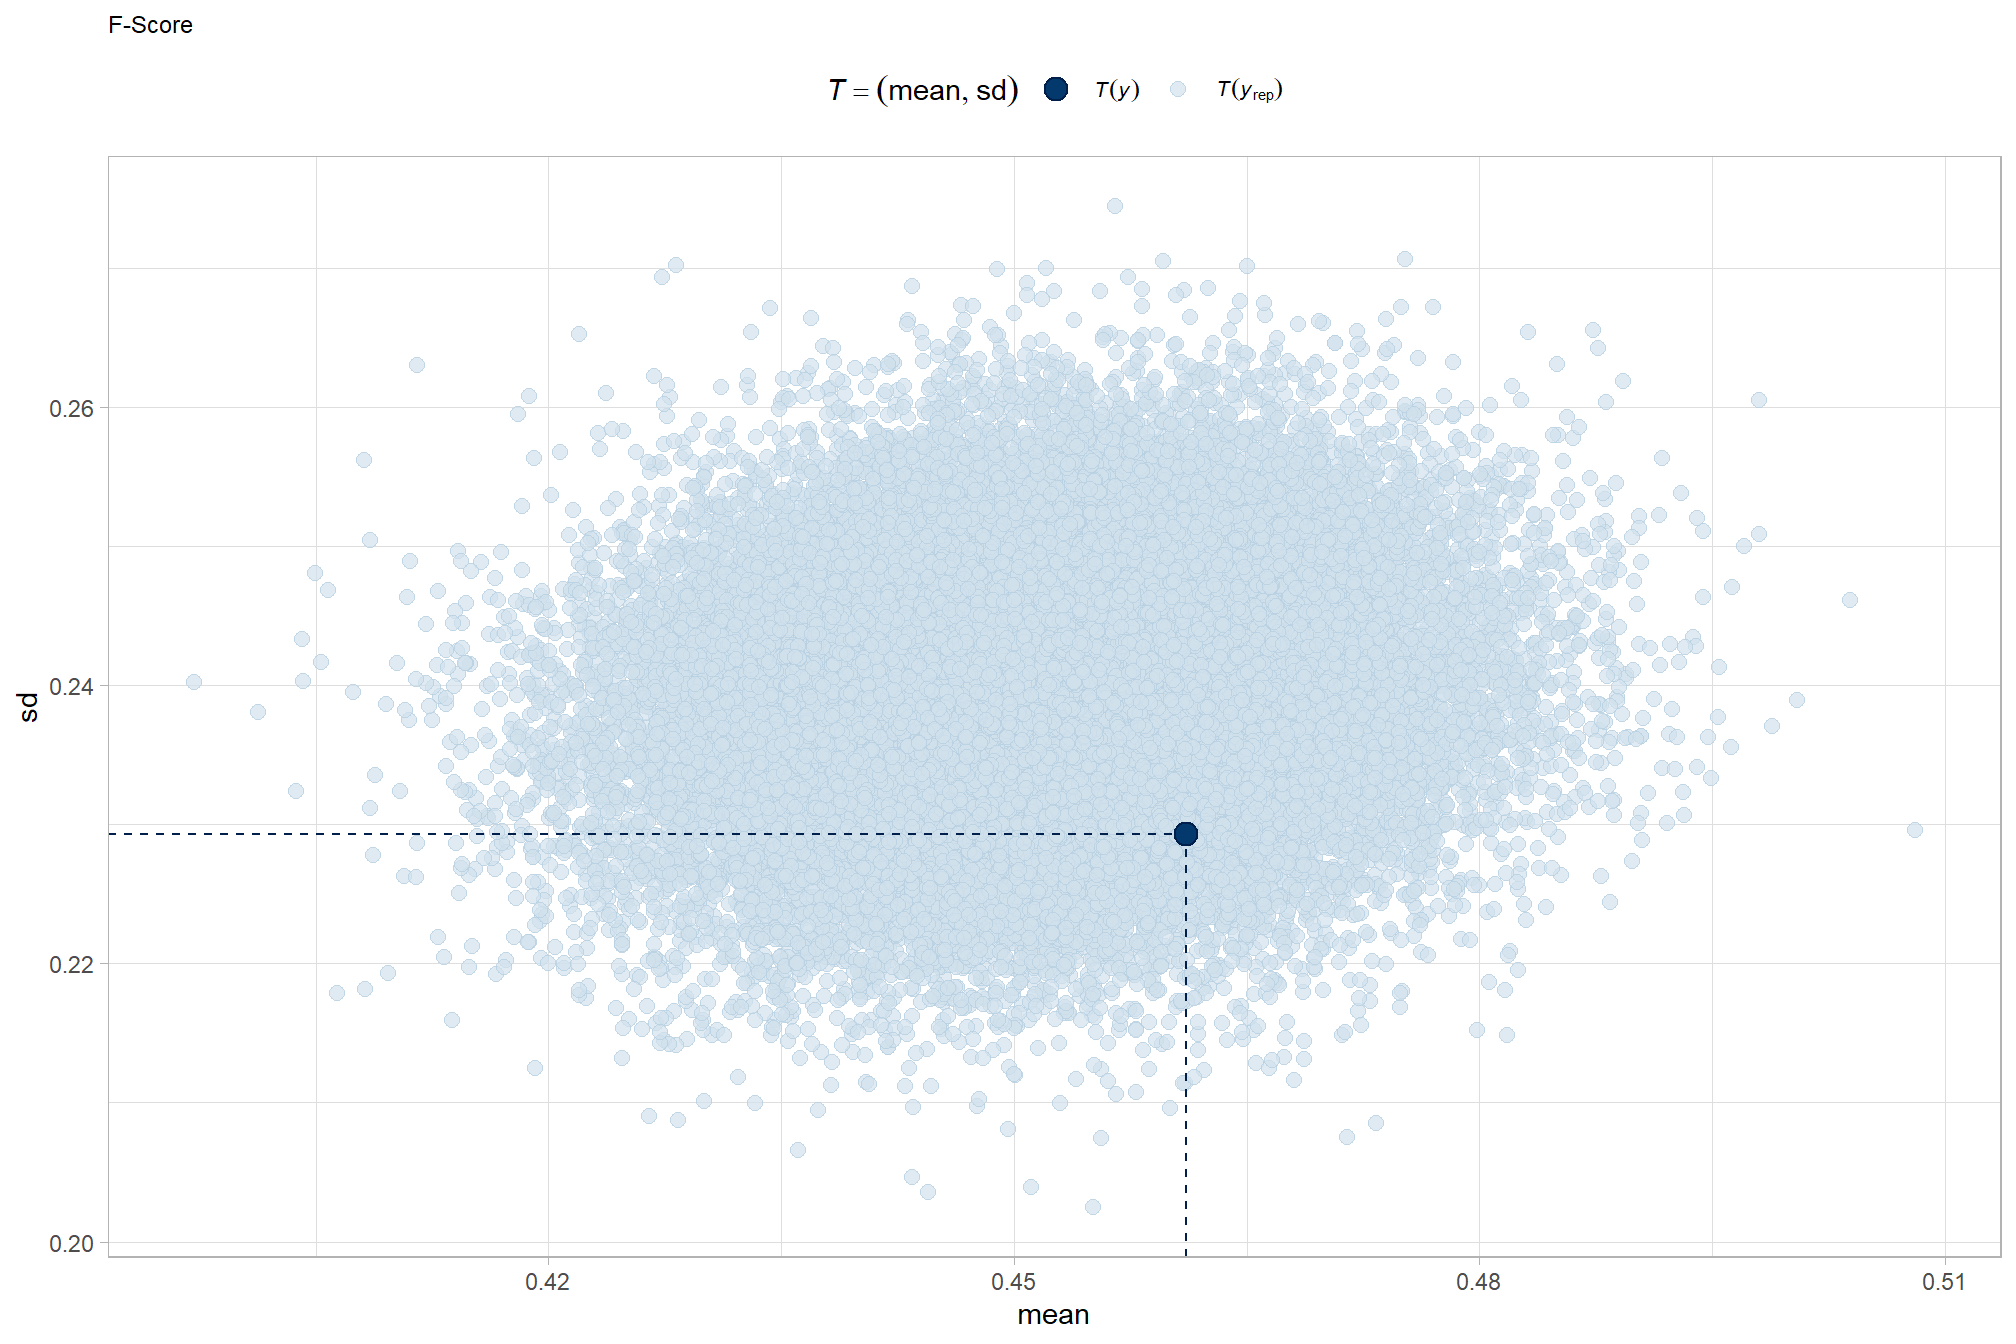 F-Score
T = (mean, sd) T(y) T(yrep)
0.26
0.24
sd
0.22
0.20
0.42 0.45 0.48 0.51
mean